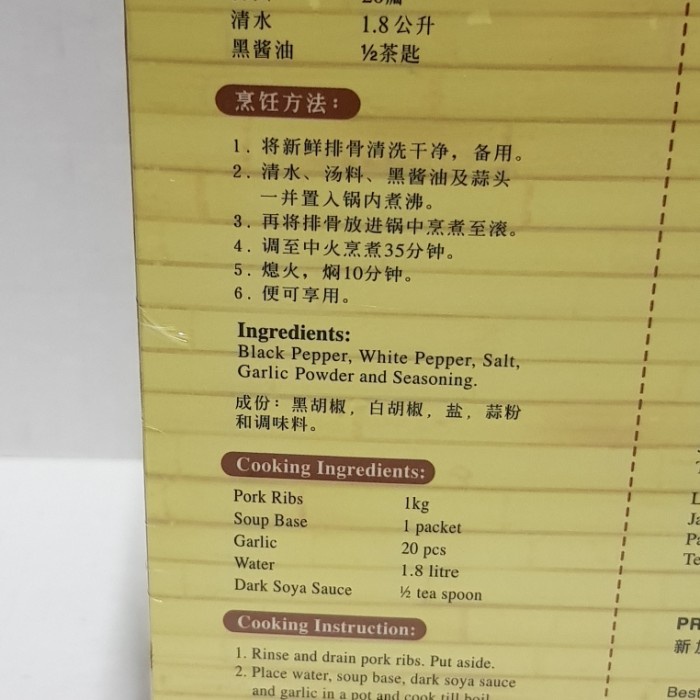 清水 1.8公升
黑酱油 ½茶匙
烹饪方法：
1. 将新鲜排骨清洗干净，备用。
2. 清水、汤料、黑酱油及蒜头
一并置入锅内煮沸。
3. 再将排骨放进锅中烹煮至滚。
4. 调至中火烹煮35分钟。
5. 熄火，焖10分钟。
6. 便可享用。
Ingredients:
Black Pepper, White Pepper, Salt,
Garlic Powder and Seasoning.
成份：黑胡椒，白胡椒，盐，蒜粉
和调味料。
Cooking Ingredients:
Pork Ribs 1kg
Soup Base 1 packet
Garlic 20 pcs
Water 1.8 litre
Dark Soya Sauce ½ tea spoon
Cooking Instruction:
1. Rinse and drain pork ribs. Put aside.
2. Place water, soup base, dark soya sauce
and garlic in a pot and cook till boil